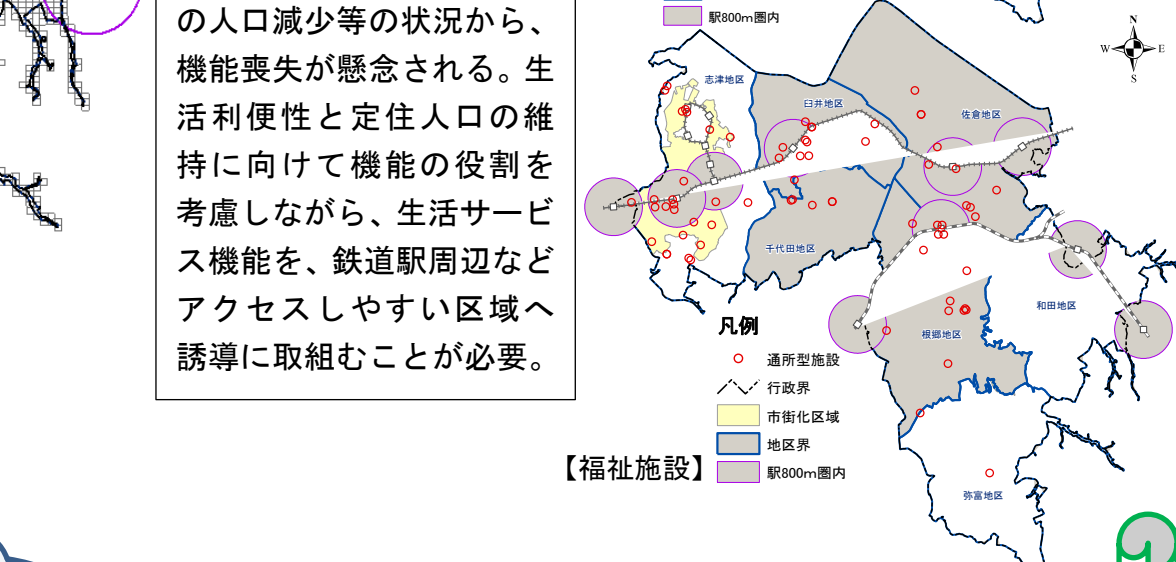 の人口減少等の状況から、
機能喪失が懸念される。生
活利便性と定住人口の維
持に向けて機能の役割を
考慮しながら、生活サービ
ス機能を、鉄道駅周辺など
アクセスしやすい区域へ
誘導に取組むことが必要。
駅800m圏内
N
W
E
S
志津地区
臼井地区
佐倉地区
千代田地区
和田地区
根郷地区
弥富地区
凡例
通所型施設
行政界
市街化区域
地区界
駅800m圏内
【福祉施設】